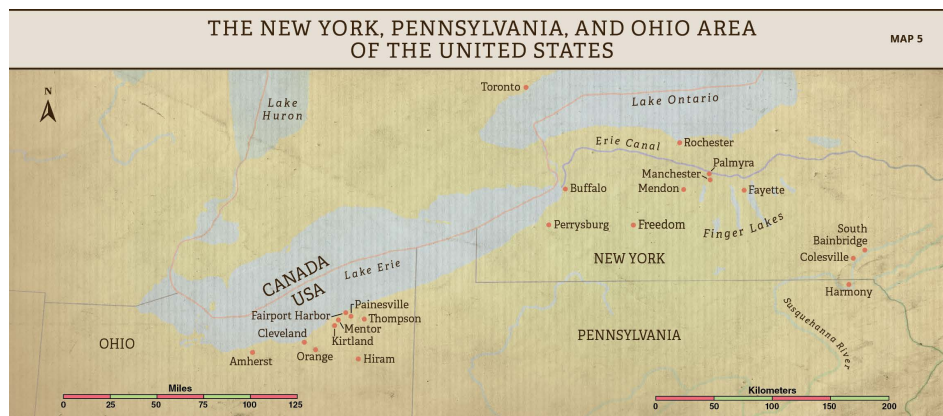 THE NEW YORK, PENNSYLVANIA, AND OHIO AREA
OF THE UNITED STATES
MAP 5
N
Lake
Huron
Toronto
Lake Ontario
Erie Canal
Rochester
Palmyra
Manchester
Mendon
Fayette
Buffalo
Perrysburg
Freedom
Finger Lakes
South
Bainbridge
Colesville
NEW YORK
Harmony
CANADA
USA
Lake Erie
Painesville
Fairport Harbor
Thompson
Mentor
Cleveland
Kirtland
OHIO
Amherst
Orange
Hiram
PENNSYLVANIA
Susquehanna River
Miles
0 25 50 75 100 125
Kilometers
0 50 100 150 200